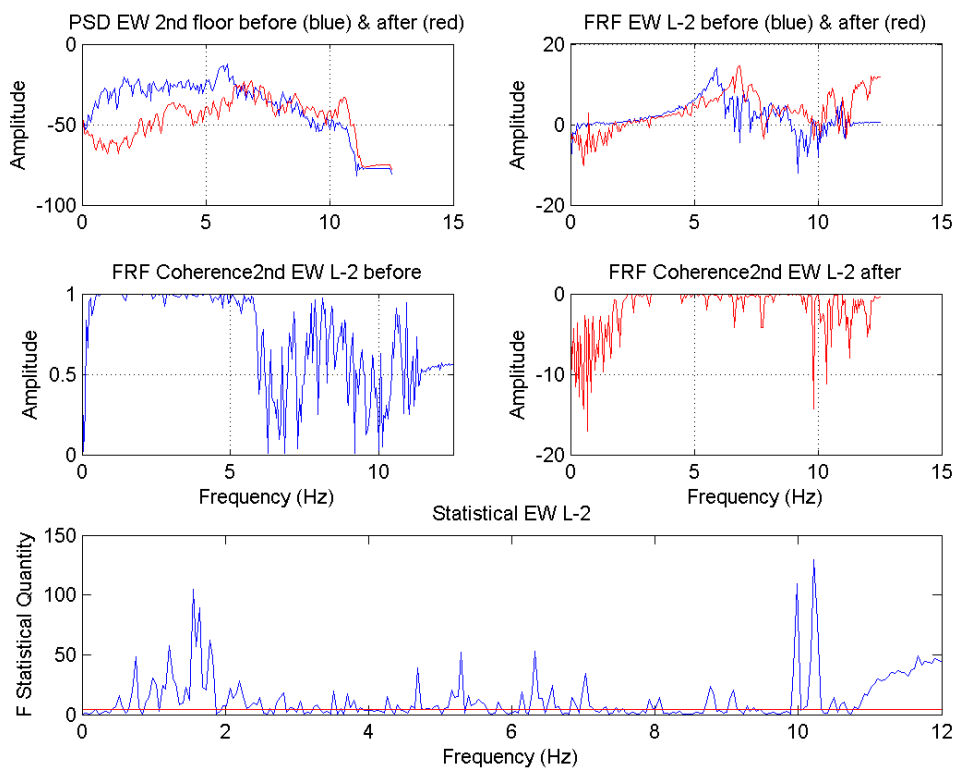 PSD EW 2nd floor before (blue) & after (red)
Amplitude
0
-50
-100
0 5 10 15
FRF EW L-2 before (blue) & after (red)
Amplitude
20
0
-20
0 5 10 15
FRF Coherence2nd EW L-2 before
Amplitude
1
0.5
0
0 5 10
Frequency (Hz)
FRF Coherence2nd EW L-2 after
Amplitude
0
-10
-20
0 5 10 15
Frequency (Hz)
Statistical EW L-2
F Statistical Quantity
150
100
50
0
0 2 4 6 8 10 12
Frequency (Hz)